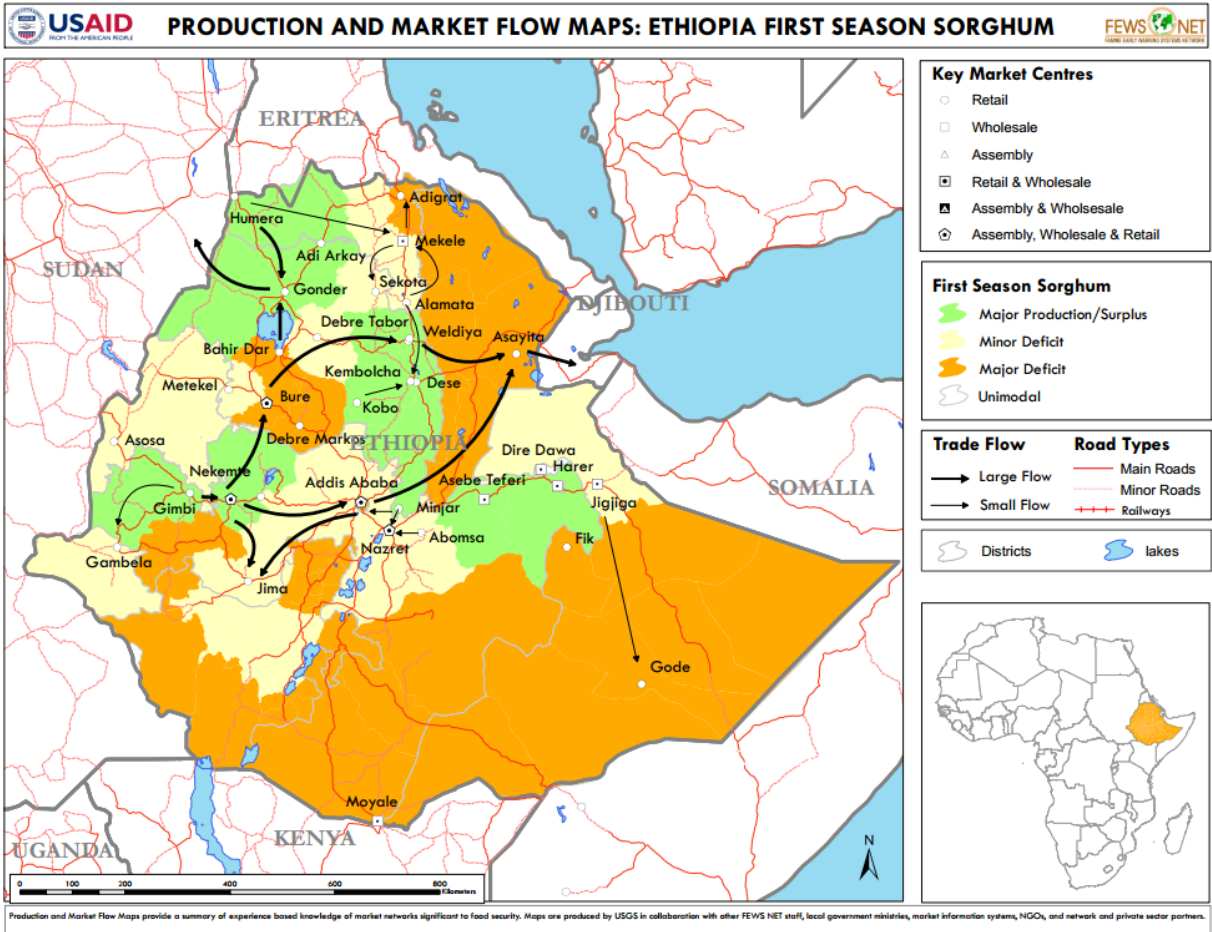 USAID
FROM THE AMERICAN PEOPLE
PRODUCTION AND MARKET FLOW MAPS: ETHIOPIA FIRST SEASON SORGHUM
FEWS NET
FAMINE EARLY WARNING SYSTEMS NETWORK
ERITREA
Adigrat
Humera
Mekele
Adi Arkay
SUDAN
Sekota
Gonder
Alamata
DJIBOUTI
Debre Tabor
Weldiya
Asayita
Bahir Dar
Kembolcha
Dese
Metekel
Bure
Kobo
Debre Markos
ETHIOPIA
Asosa
Dire Dawa
Nekemte
Harer
Addis Ababa
Asebe Teferi
SOMALIA
Gimbi
Minjar
Jigjiga
Abomsa
Fik
Nazret
Gambela
Jima
Gode
Moyale
KENYA
UGANDA
N
0 100 200 400 600 800
Kilometers
Key Market Centres
Retail
Wholesale
Assembly
Retail & Wholesale
Assembly & Wholsesale
Assembly, Wholesale & Retail
First Season Sorghum
Major Production/Surplus
Minor Deficit
Major Deficit
Unimodal
Trade Flow
Large Flow
Small Flow
Road Types
Main Roads
Minor Roads
Railways
Districts
lakes
Production and Market Flow Maps provide a summary of experience based knowledge of market networks significant to food security. Maps are produced by USGS in collaboration with other FEWS NET staff, local government ministries, market information systems, NGOs, and network and private sector partners.